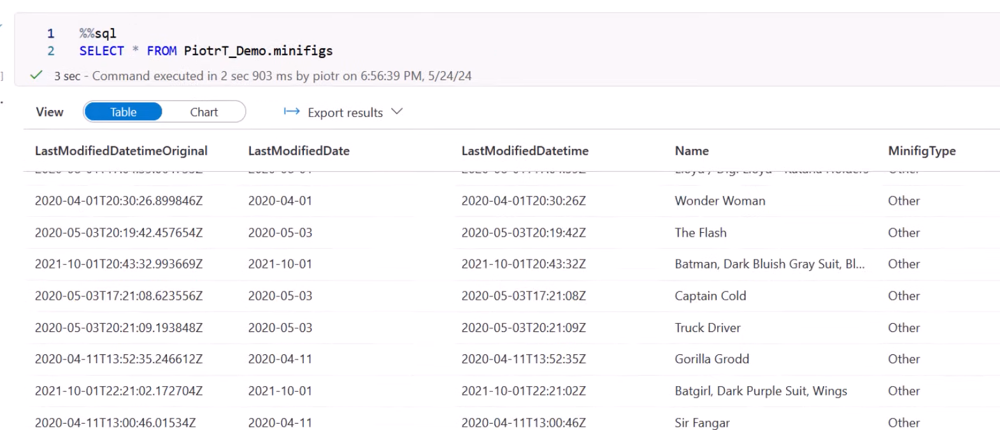 1 %%sql
2 SELECT * FROM PiotrT_Demo.minifigs
3 sec - Command executed in 2 sec 903 ms by piotr on 6:56:39 PM, 5/24/24
View Table Chart Export results
LastModifiedDatetimeOriginal LastModifiedDate LastModifiedDatetime Name MinifigType
2020-04-01T20:30:26.899846Z 2020-04-01 2020-04-01T20:30:26Z Wonder Woman Other
2020-05-03T20:19:42.457654Z 2020-05-03 2020-05-03T20:19:42Z The Flash Other
2021-10-01T20:43:32.993669Z 2021-10-01 2021-10-01T20:43:32Z Batman, Dark Bluish Gray Suit, Bl... Other
2020-05-03T17:21:08.623556Z 2020-05-03 2020-05-03T17:21:08Z Captain Cold Other
2020-05-03T20:21:09.193848Z 2020-05-03 2020-05-03T20:21:09Z Truck Driver Other
2020-04-11T13:52:35.246612Z 2020-04-11 2020-04-11T13:52:35Z Gorilla Grodd Other
2021-10-01T22:21:02.172704Z 2021-10-01 2021-10-01T22:21:02Z Batgirl, Dark Purple Suit, Wings Other
2020-04-11T13:00:46.01534Z 2020-04-11 2020-04-11T13:00:46Z Sir Fangar Other